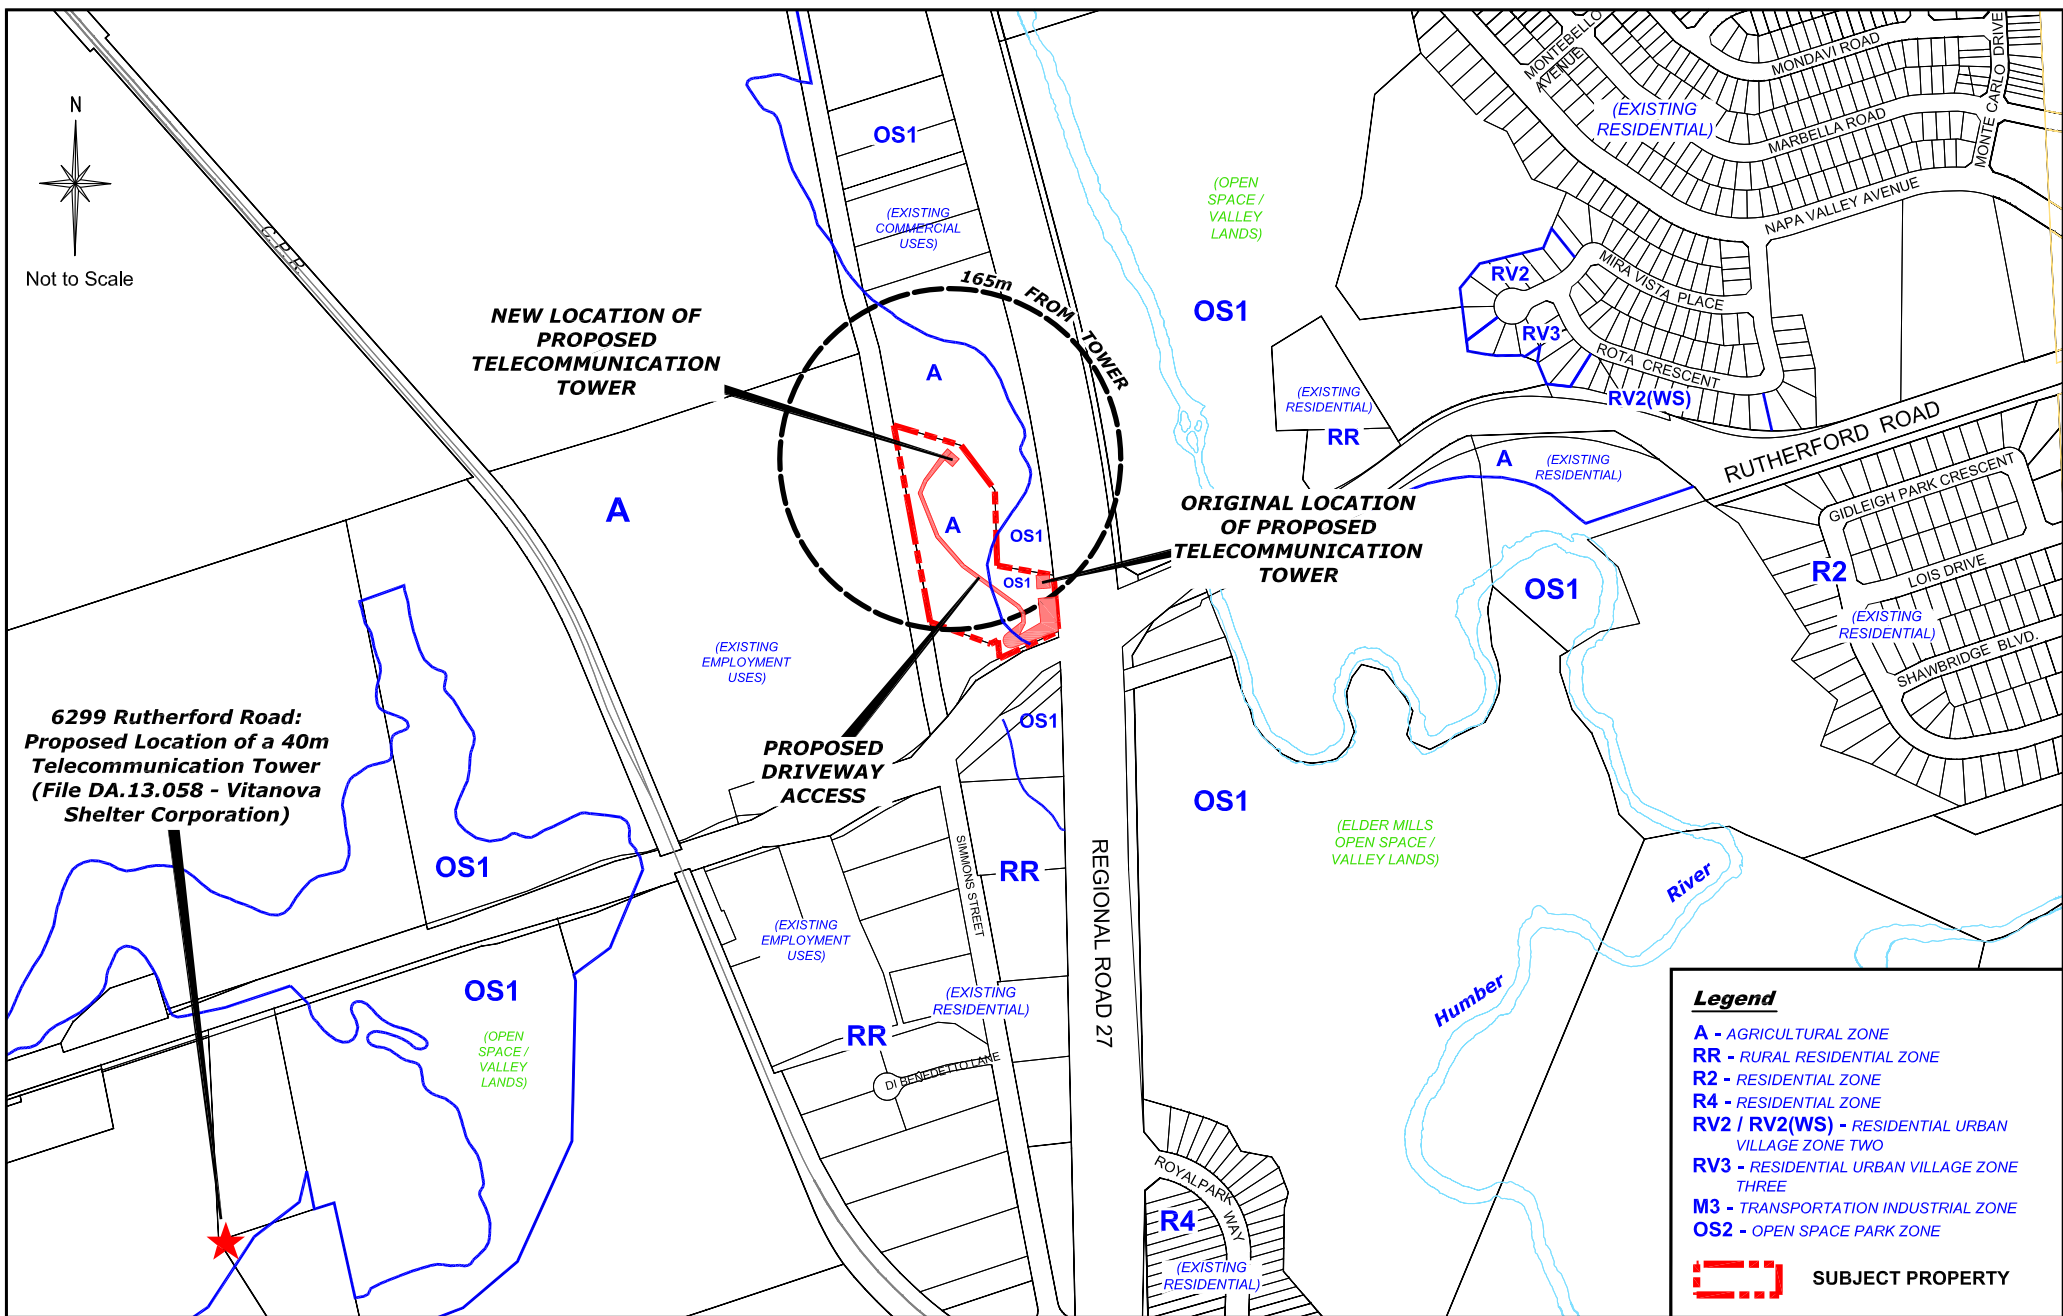 N
Not to Scale
C.P.R.
OS1
(EXISTING
COMMERCIAL
USES)
165m FROM TOWER
NEW LOCATION OF
PROPOSED
TELECOMMUNICATION
TOWER
A
A
A
OS1
OS1
ORIGINAL LOCATION
OF PROPOSED
TELECOMMUNICATION
TOWER
(OPEN
SPACE /
VALLEY
LANDS)
OS1
MONTEBELLO
AVENUE
MONDAVI ROAD
MONTE CARLO DRIVE
(EXISTING
RESIDENTIAL)
MARBELLA ROAD
NAPA VALLEY AVENUE
RV2
MIRA VISTA PLACE
RV3
ROTA CRESCENT
RV2(WS)
(EXISTING
RESIDENTIAL)
RR
A
(EXISTING
RESIDENTIAL)
RUTHERFORD ROAD
GIDLEIGH PARK CRESCENT
R2
LOIS DRIVE
(EXISTING
RESIDENTIAL)
SHAWBRIDGE BLVD.
OS1
(EXISTING
EMPLOYMENT
USES)
PROPOSED
DRIVEWAY
ACCESS
OS1
6299 Rutherford Road:
Proposed Location of a 40m
Telecommunication Tower
(File DA.13.058 - Vitanova
Shelter Corporation)
OS1
OS1
(OPEN
SPACE /
VALLEY
LANDS)
SIMMONS STREET
RR
REGIONAL ROAD 27
(EXISTING
EMPLOYMENT
USES)
(EXISTING
RESIDENTIAL)
RR
DI BENEDETTO LANE
OS1
(ELDER MILLS
OPEN SPACE /
VALLEY LANDS)
Humber
River
ROYALPARK WAY
R4
(EXISTING
RESIDENTIAL)
Legend
A - AGRICULTURAL ZONE
RR - RURAL RESIDENTIAL ZONE
R2 - RESIDENTIAL ZONE
R4 - RESIDENTIAL ZONE
RV2 / RV2(WS) - RESIDENTIAL URBAN
VILLAGE ZONE TWO
RV3 - RESIDENTIAL URBAN VILLAGE ZONE
THREE
M3 - TRANSPORTATION INDUSTRIAL ZONE
OS2 - OPEN SPACE PARK ZONE
SUBJECT PROPERTY